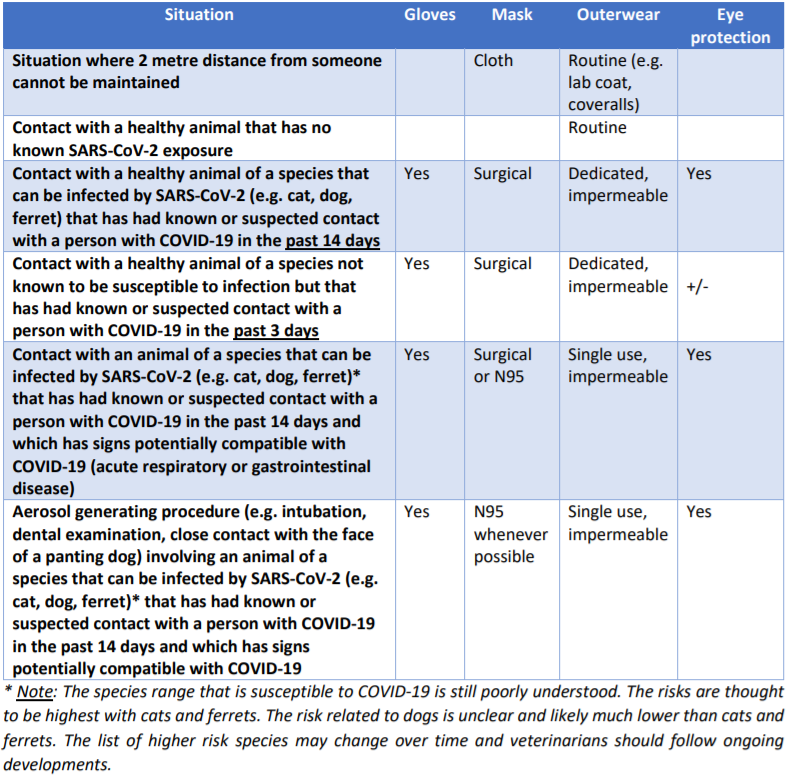 Situation Gloves Mask Outerwear Eye
protection
Situation where 2 metre distance from someone Cloth Routine (e.g.
cannot be maintained lab coat,
coveralls)
Contact with a healthy animal that has no Routine
known SARS-CoV-2 exposure
Contact with a healthy animal of a species that Yes Surgical Dedicated, Yes
can be infected by SARS-CoV-2 (e.g. cat, dog, impermeable
ferret) that has had known or suspected contact
with a person with COVID-19 in the past 14 days
Contact with a healthy animal of a species not Yes Surgical Dedicated,
known to be susceptible to infection but that impermeable +/-
has had known or suspected contact with a
person with COVID-19 in the past 3 days
Contact with an animal of a species that can be Yes Surgical Single use, Yes
infected by SARS-CoV-2 (e.g. cat, dog, ferret)* or N95 impermeable
that has had known or suspected contact with a
person with COVID-19 in the past 14 days and
which has signs potentially compatible with
COVID-19 (acute respiratory or gastrointestinal
disease)
Aerosol generating procedure (e.g. intubation, Yes N95 Single use, Yes
dental examination, close contact with the face whenever impermeable
of a panting dog) involving an animal of a possible
species that can be infected by SARS-CoV-2 (e.g.
cat, dog, ferret)* that has had known or
suspected contact with a person with COVID-19
in the past 14 days and which has signs
potentially compatible with COVID-19
* Note: The species range that is susceptible to COVID-19 is still poorly understood. The risks are thought
to be highest with cats and ferrets. The risk related to dogs is unclear and likely much lower than cats and
ferrets. The list of higher risk species may change over time and veterinarians should follow ongoing
developments.